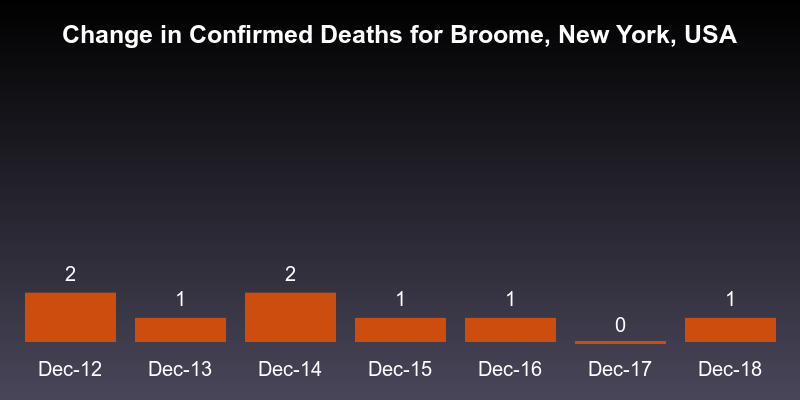 Change in Confirmed Deaths for Broome, New York, USA
2
1
2
1
1
0
1
Dec-12
Dec-13
Dec-14
Dec-15
Dec-16
Dec-17
Dec-18